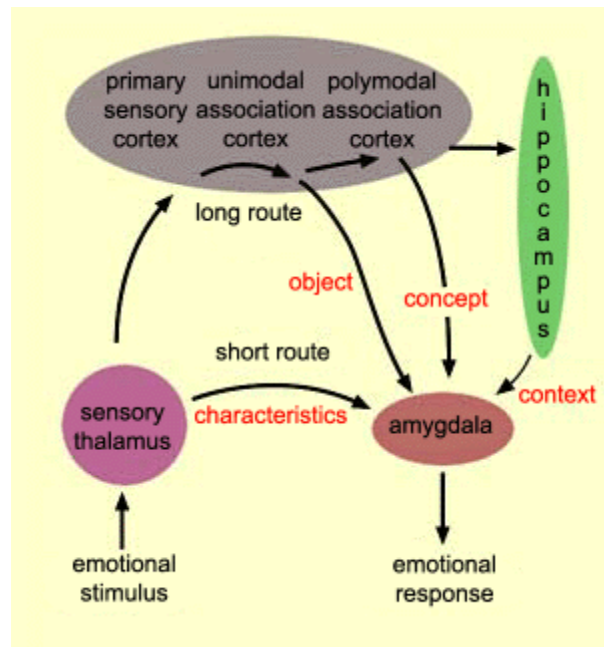 primary
sensory
cortex
unimodal
association
cortex
polymodal
association
cortex
hippocampus
long route
object
concept
short route
characteristics
context
sensory
thalamus
amygdala
emotional
stimulus
emotional
response